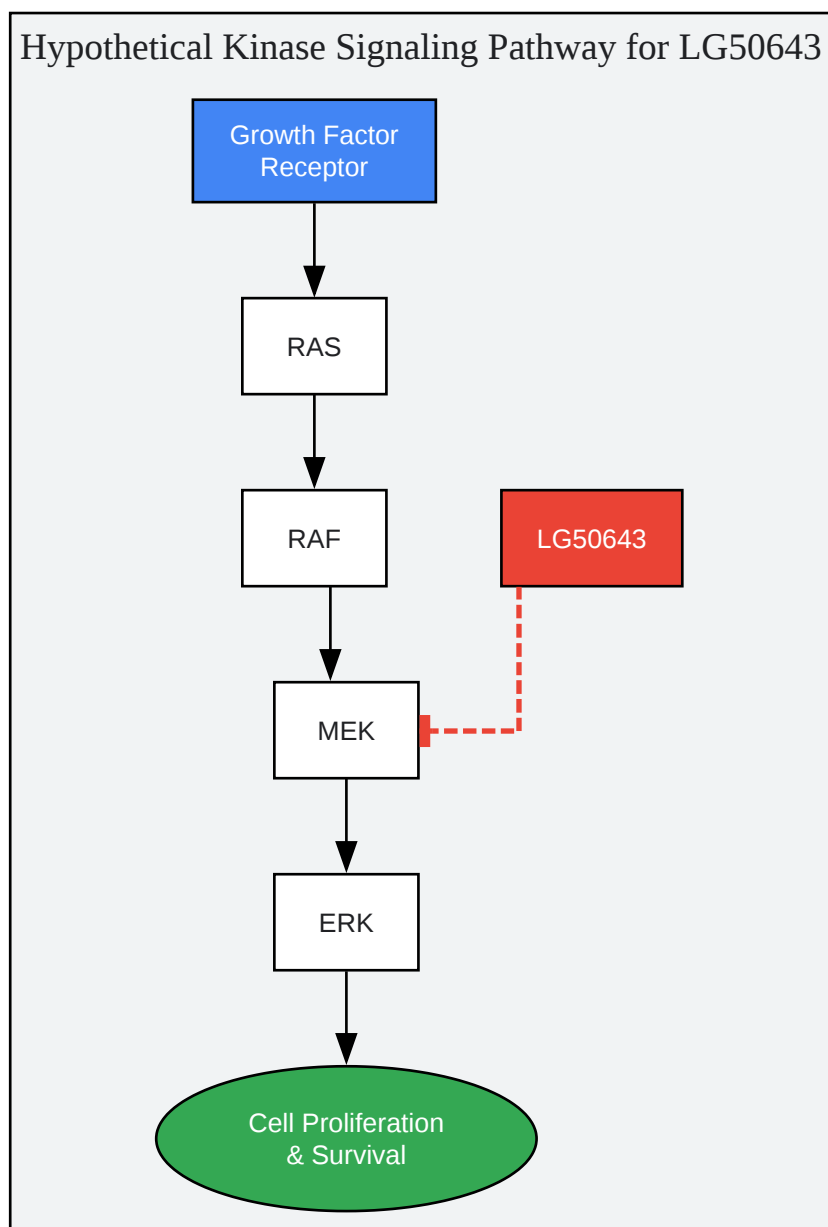 Hypothetical Kinase Signaling Pathway for LG50643
Growth Factor
Receptor
RAS
RAF
LG50643
MEK
ERK
Cell Proliferation
& Survival